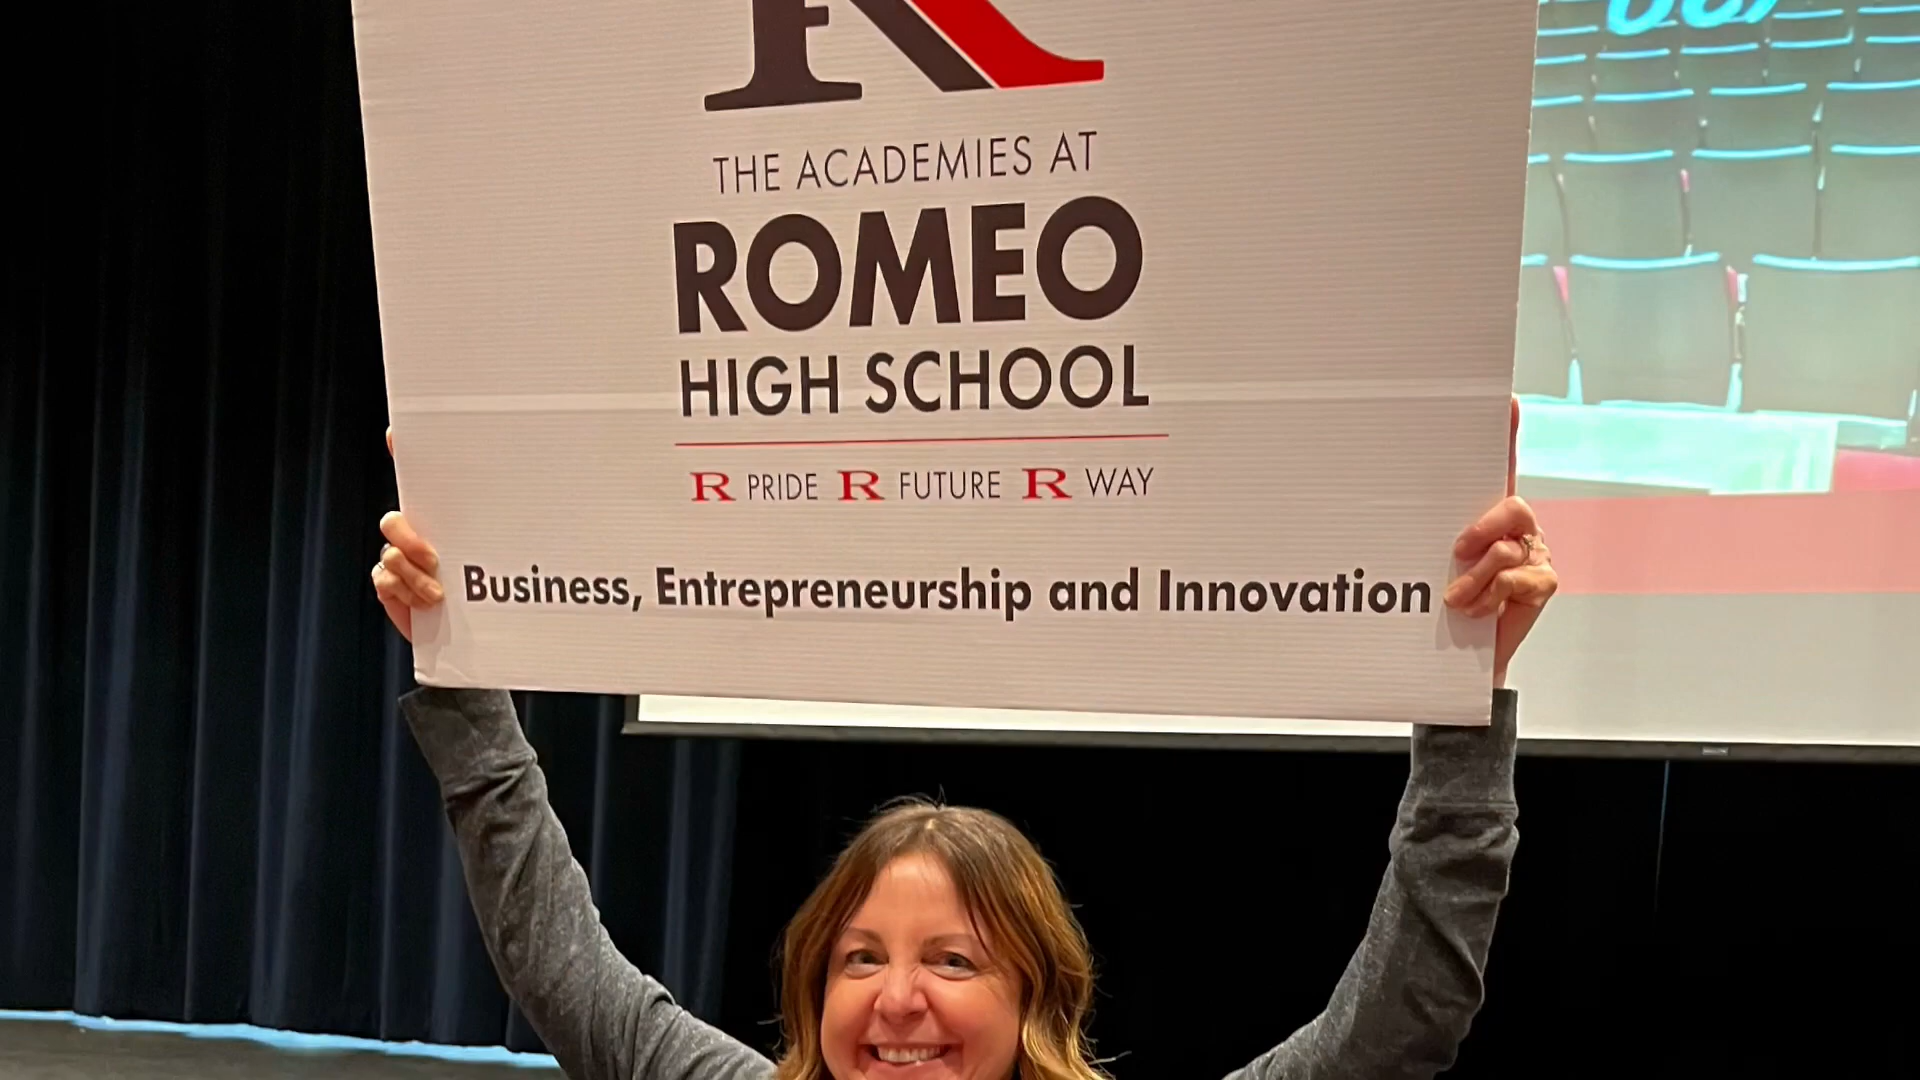 R
THE ACADEMIES AT
ROMEO
HIGH SCHOOL
R PRIDE R FUTURE R WAY
Business, Entrepreneurship and Innovation